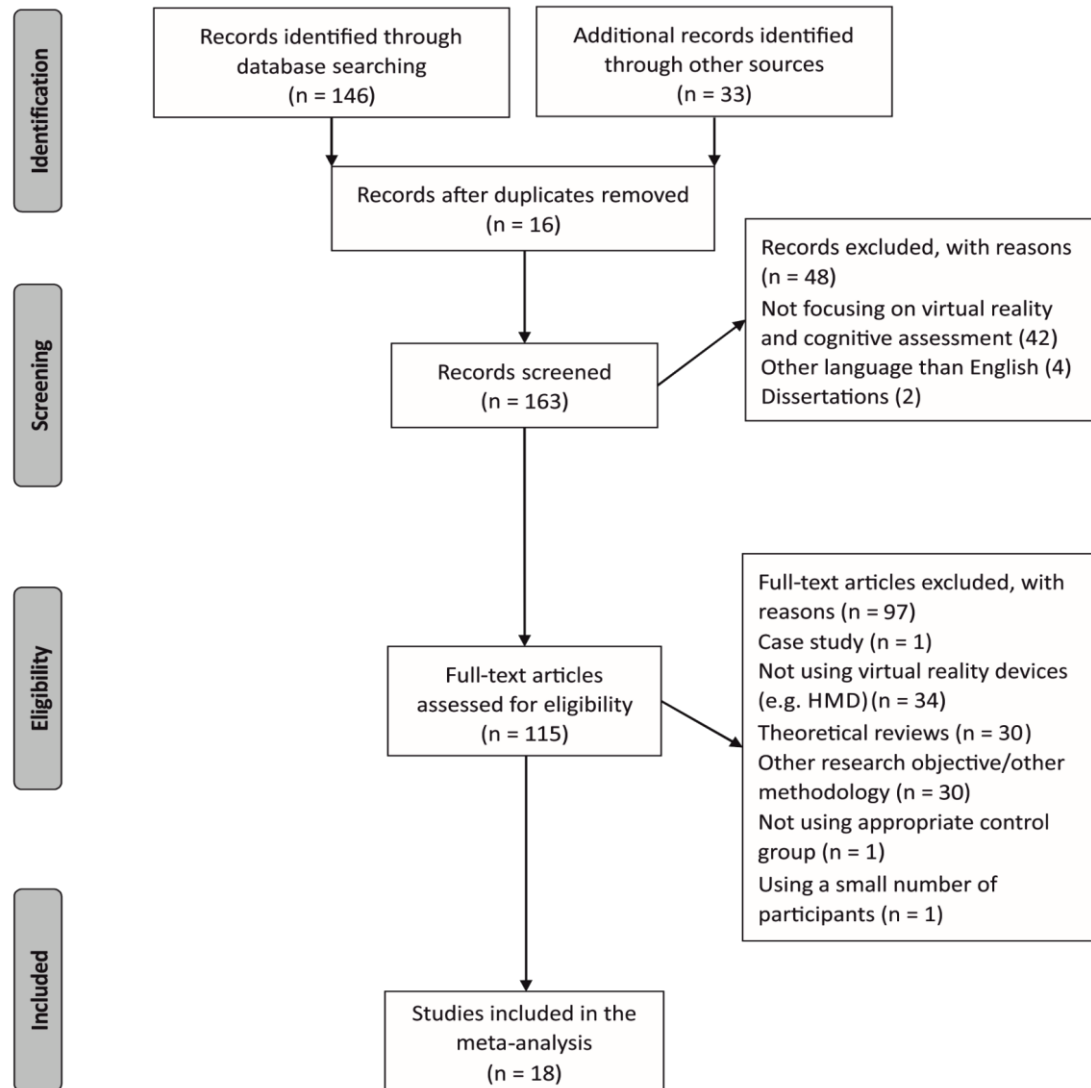 Identification
Records identified through
database searching
(n = 146)
Additional records identified
through other sources
(n = 33)
Records after duplicates removed
(n = 16)
Screening
Records screened
(n = 163)
Records excluded, with reasons
(n = 48)
Not focusing on virtual reality
and cognitive assessment (42)
Other language than English (4)
Dissertations (2)
Eligibility
Full-text articles
assessed for eligibility
(n = 115)
Full-text articles excluded, with
reasons (n = 97)
Case study (n = 1)
Not using virtual reality devices
(e.g. HMD) (n = 34)
Theoretical reviews (n = 30)
Other research objective/other
methodology (n = 30)
Not using appropriate control
group (n = 1)
Using a small number of
participants (n = 1)
Included
Studies included in the
meta-analysis
(n = 18)